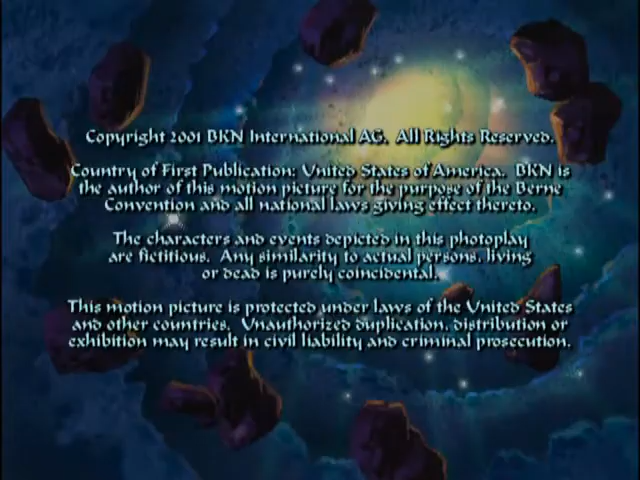 Copyright 2001 BKN International AG. All Rights Reserved.
Country of First Publication: United States of America. BKN is
the author of this motion picture for the purpose of the Berne
Convention and all national laws giving effect thereto.
The characters and events depicted in this photoplay
are fictitious. Any similarity to actual persons, living
or dead is purely coincidental.
This motion picture is protected under laws of the United States
and other countries. Unauthorized duplication, distribution or
exhibition may result in civil liability and criminal prosecution.